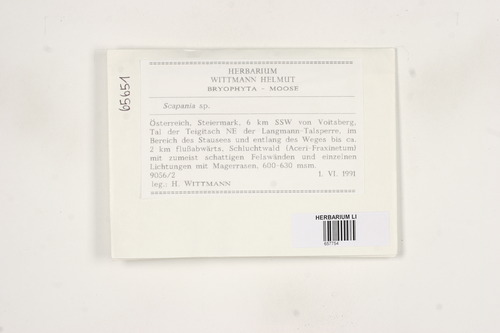 65651
HERBARIUM
WITTMANN HELMUT
BRYOPHYTA - MOOSE
Scapania sp.
Österreich, Steiermark, 6 km SSW von Voitsberg,
Tal der Teigitsch NE der Langmann-Talsperre, im
Bereich des Stausees und entlang des Weges bis ca.
2 km flußabwärts, Schluchtwald (Aceri-Fraxinetum)
mit zumeist schattigen Felswänden und einzelnen
Lichtungen mit Magerrasen, 600-630 msm.
9056/2 1. VI. 1991
leg.: H. WITTMANN
HERBARIUM LI
657754